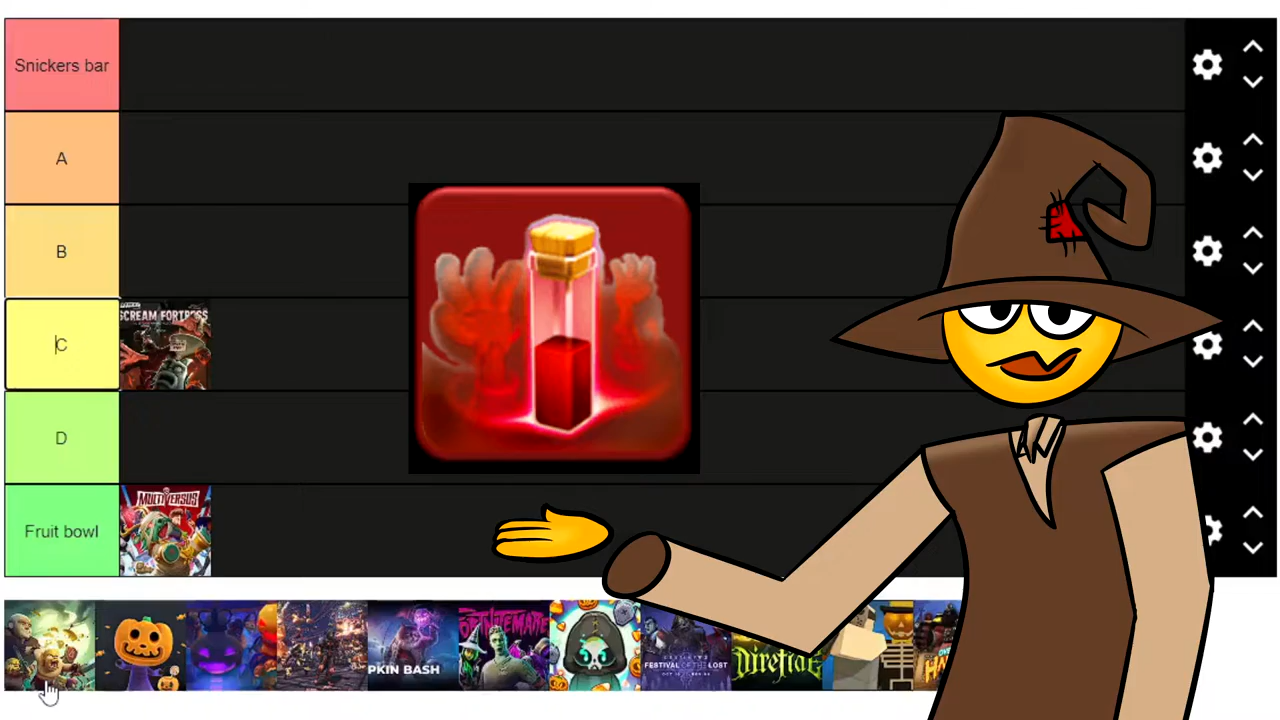 Snickers bar
A
B
C
SCREAM FORTRESS
D
Fruit bowl
MULTIVERSUS
PKIN BASH
FESTIVAL OF THE LOST